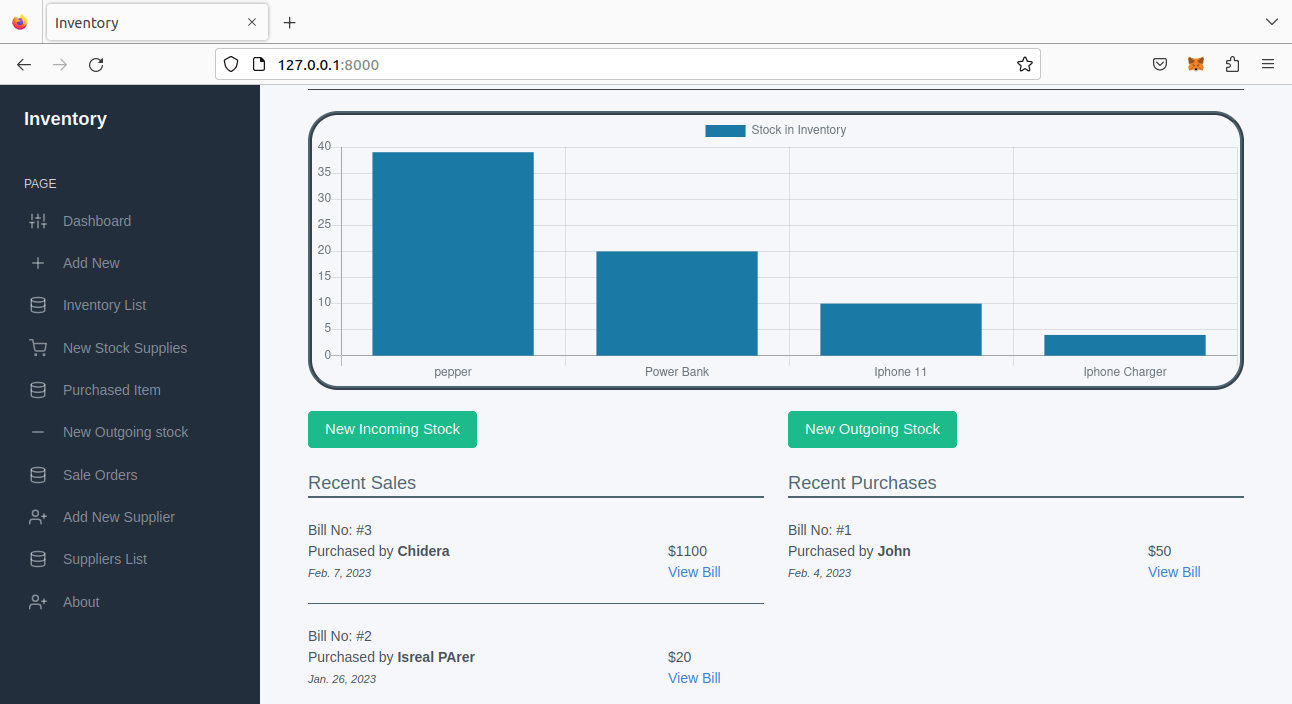 Inventory
127.0.0.1:8000
Inventory
PAGE
Dashboard
Add New
Inventory List
New Stock Supplies
Purchased Item
New Outgoing stock
Sale Orders
Add New Supplier
Suppliers List
About
Stock in Inventory
40
35
30
25
20
15
10
5
0
pepper Power Bank Iphone 11 Iphone Charger
New Incoming Stock
New Outgoing Stock
Recent Sales
Bill No: #3
Purchased by Chidera $1100
Feb. 7, 2023 View Bill
Bill No: #2
Purchased by Isreal PArer $20
Jan. 26, 2023 View Bill
Recent Purchases
Bill No: #1
Purchased by John $50
Feb. 4, 2023 View Bill